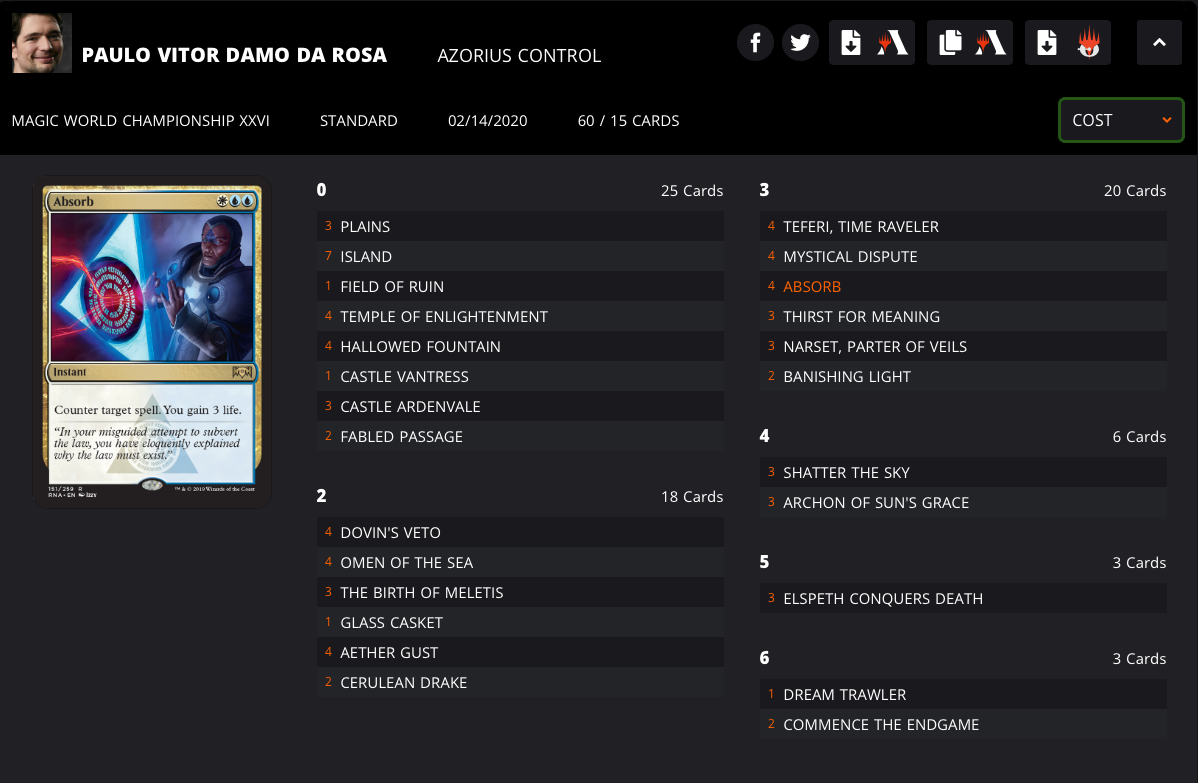 PAULO VITOR DAMO DA ROSA
AZORIUS CONTROL
MAGIC WORLD CHAMPIONSHIP XXVI
STANDARD
02/14/2020
60 / 15 CARDS
COST
Absorb
Instant
Counter target spell. You gain 3 life.
"In your misguided attempt to subvert
the law, you have eloquently explained
why the law must exist."
151/259 R
RNA • EN
™ & © 2019 Wizards of the Coast
0 25 Cards
3 PLAINS
7 ISLAND
1 FIELD OF RUIN
4 TEMPLE OF ENLIGHTENMENT
4 HALLOWED FOUNTAIN
1 CASTLE VANTRESS
3 CASTLE ARDENVALE
2 FABLED PASSAGE
2 18 Cards
4 DOVIN'S VETO
4 OMEN OF THE SEA
3 THE BIRTH OF MELETIS
1 GLASS CASKET
4 AETHER GUST
2 CERULEAN DRAKE
3 20 Cards
4 TEFERI, TIME RAVELER
4 MYSTICAL DISPUTE
4 ABSORB
3 THIRST FOR MEANING
3 NARSET, PARTER OF VEILS
2 BANISHING LIGHT
4 6 Cards
3 SHATTER THE SKY
3 ARCHON OF SUN'S GRACE
5 3 Cards
3 ELSPETH CONQUERS DEATH
6 3 Cards
1 DREAM TRAWLER
2 COMMENCE THE ENDGAME